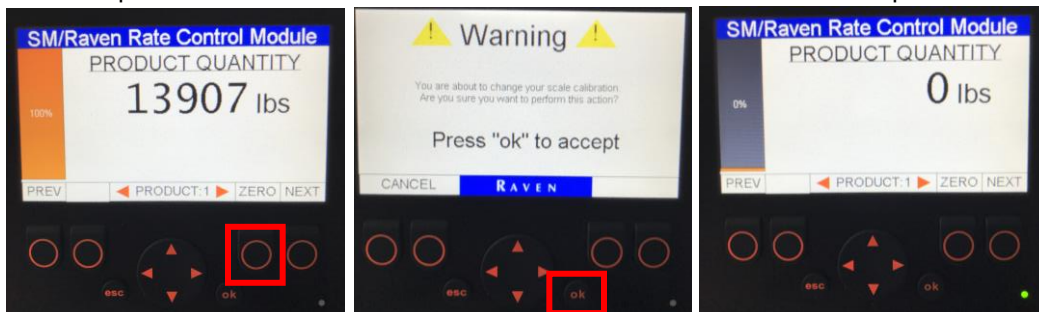 SM/Raven Rate Control Module
PRODUCT QUANTITY
13907 lbs
100%
PREV PRODUCT:1 ZERO NEXT
esc ok
! Warning !
You are about to change your scale calibration.
Are you sure you want to perform this action?
Press "ok" to accept
CANCEL RAVEN
esc ok
SM/Raven Rate Control Module
PRODUCT QUANTITY
0 lbs
0%
PREV PRODUCT:1 ZERO NEXT
esc ok